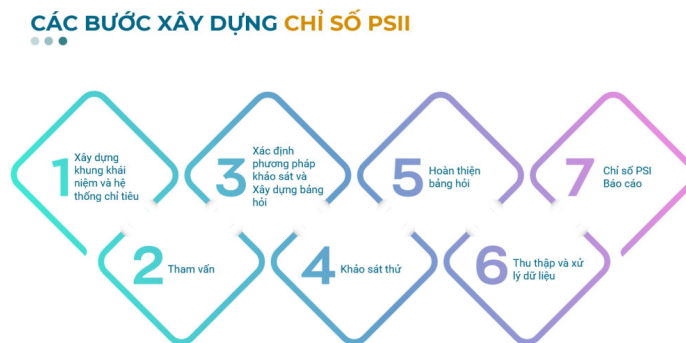 CÁC BƯỚC XÂY DỰNG CHỈ SỐ PSII
1
Xây dựng
khung khái
niệm và hệ
thống chỉ tiêu
2
Tham vấn
3
Xác định
phương pháp
khảo sát và
Xây dựng bảng
hỏi
4
Khảo sát thử
5
Hoàn thiện
bảng hỏi
6
Thu thập và xử
lý dữ liệu
7
Chỉ số PSI
Báo cáo